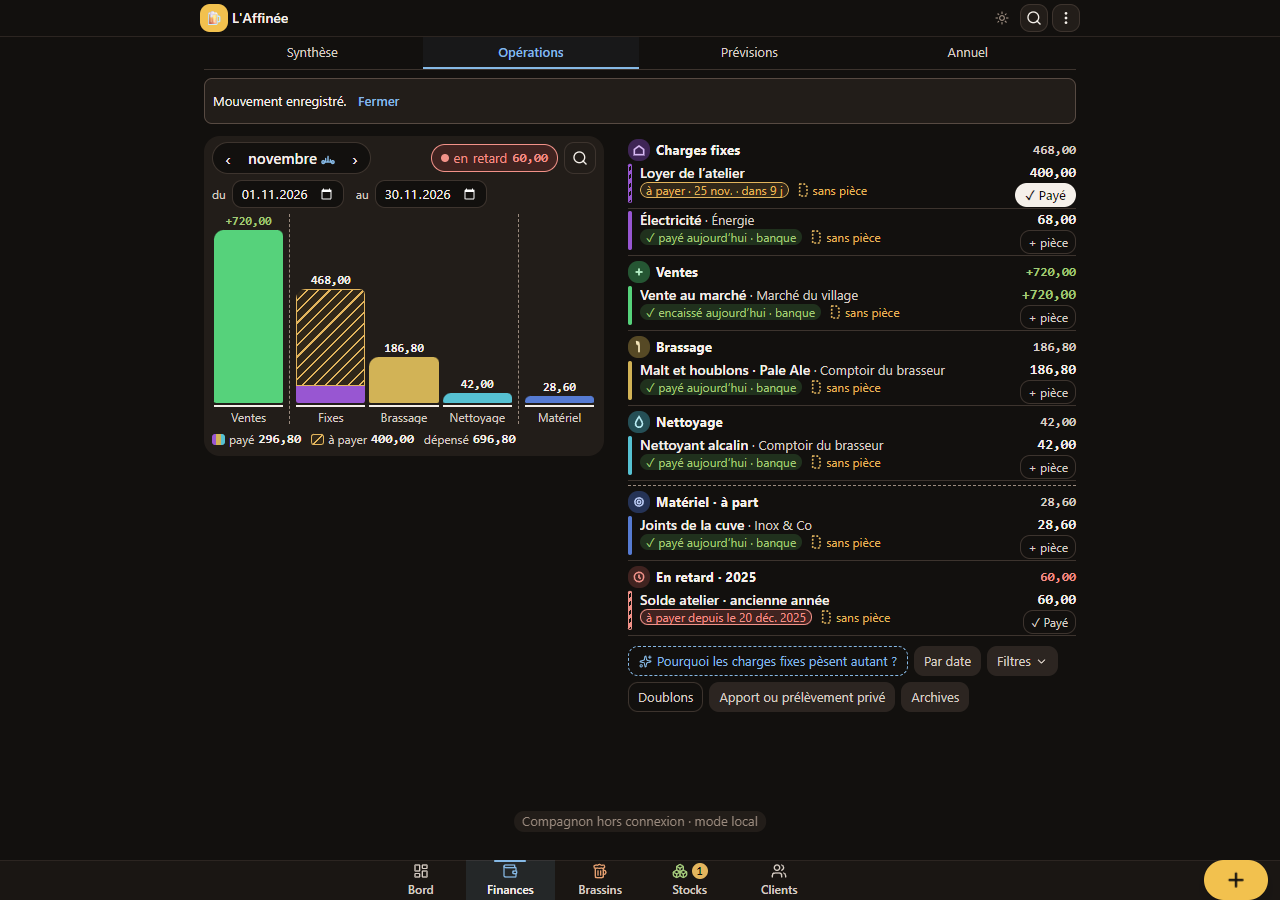 L'Affinée
Synthèse
Opérations
Prévisions
Annuel
Mouvement enregistré. Fermer
‹ novembre ›
en retard 60,00
du 01.11.2026 au 30.11.2026
+720,00
468,00
186,80
42,00
28,60
Ventes
Fixes
Brassage
Nettoyage
Matériel
payé 296,80 à payer 400,00 dépensé 696,80
Charges fixes 468,00
Loyer de l’atelier 400,00
à payer · 25 nov. · dans 9 j sans pièce ✓ Payé
Électricité · Énergie 68,00
✓ payé aujourd’hui · banque sans pièce + pièce
Ventes +720,00
Vente au marché · Marché du village +720,00
✓ encaissé aujourd’hui · banque sans pièce + pièce
Brassage 186,80
Malt et houblons · Pale Ale · Comptoir du brasseur 186,80
✓ payé aujourd’hui · banque sans pièce + pièce
Nettoyage 42,00
Nettoyant alcalin · Comptoir du brasseur 42,00
✓ payé aujourd’hui · banque sans pièce + pièce
Matériel · à part 28,60
Joints de la cuve · Inox & Co 28,60
✓ payé aujourd’hui · banque sans pièce + pièce
En retard · 2025 60,00
Solde atelier · ancienne année 60,00
à payer depuis le 20 déc. 2025 sans pièce ✓ Payé
Pourquoi les charges fixes pèsent autant ? Par date Filtres
Doublons Apport ou prélèvement privé Archives
Compagnon hors connexion · mode local
Bord
Finances
Brassins
1
Stocks
Clients
+